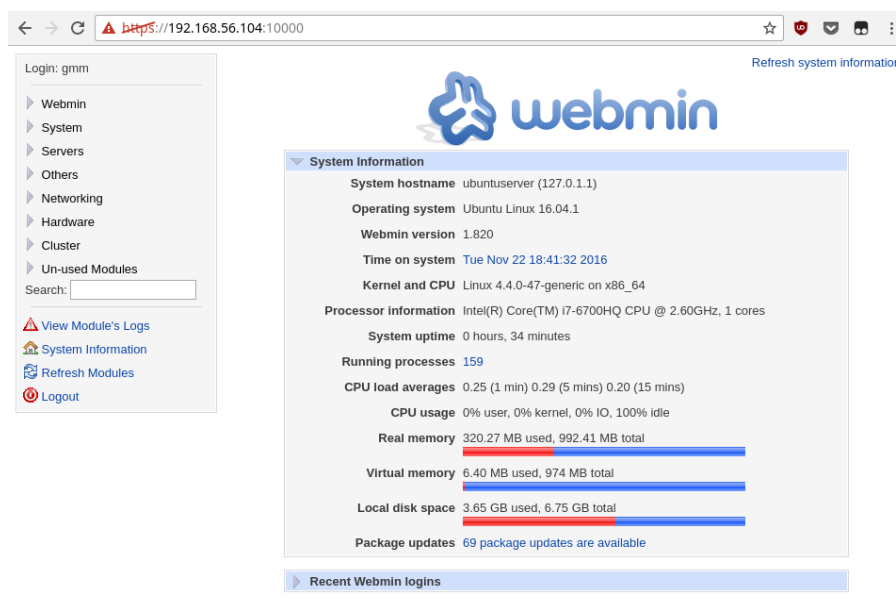 https://192.168.56.104:10000
Login: gmm
Webmin
System
Servers
Others
Networking
Hardware
Cluster
Un-used Modules
Search:
View Module's Logs
System Information
Refresh Modules
Logout
Refresh system information
webmin
System Information
System hostname ubuntuserver (127.0.1.1)
Operating system Ubuntu Linux 16.04.1
Webmin version 1.820
Time on system Tue Nov 22 18:41:32 2016
Kernel and CPU Linux 4.4.0-47-generic on x86_64
Processor information Intel(R) Core(TM) i7-6700HQ CPU @ 2.60GHz, 1 cores
System uptime 0 hours, 34 minutes
Running processes 159
CPU load averages 0.25 (1 min) 0.29 (5 mins) 0.20 (15 mins)
CPU usage 0% user, 0% kernel, 0% IO, 100% idle
Real memory 320.27 MB used, 992.41 MB total
Virtual memory 6.40 MB used, 974 MB total
Local disk space 3.65 GB used, 6.75 GB total
Package updates 69 package updates are available
Recent Webmin logins